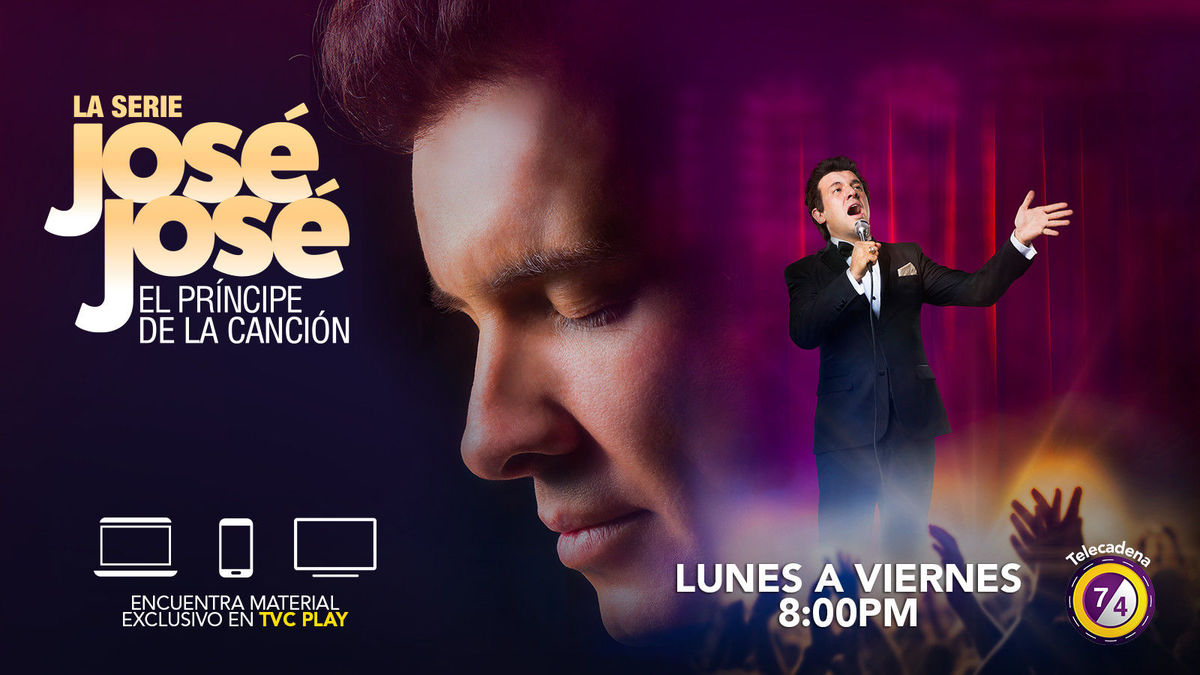 LA SERIE
josé
josé
EL PRÍNCIPE
DE LA CANCIÓN
ENCUENTRA MATERIAL
EXCLUSIVO EN TVC PLAY
LUNES A VIERNES
8:00PM
Telecadena
7/4